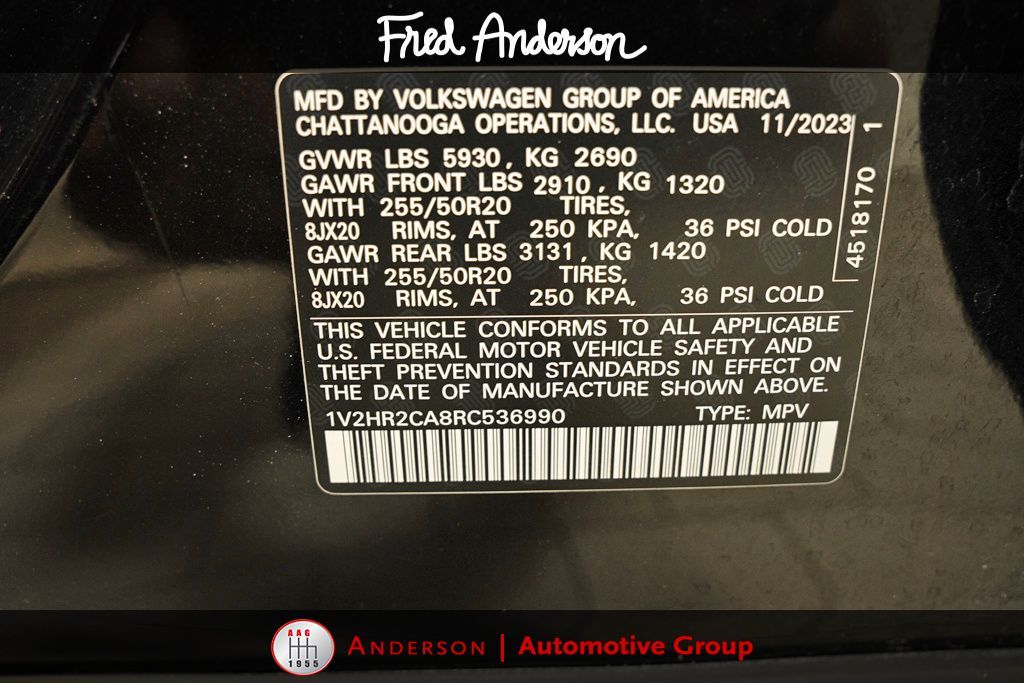 Fred Anderson
MFD BY VOLKSWAGEN GROUP OF AMERICA
CHATTANOOGA OPERATIONS, LLC. USA 11/2023
GVWR LBS 5930, KG 2690
GAWR FRONT LBS 2910, KG 1320
WITH 255/50R20 TIRES,
8JX20 RIMS, AT 250 KPA, 36 PSI COLD
GAWR REAR LBS 3131, KG 1420
WITH 255/50R20 TIRES,
8JX20 RIMS, AT 250 KPA, 36 PSI COLD
4518170 1
THIS VEHICLE CONFORMS TO ALL APPLICABLE
U.S. FEDERAL MOTOR VEHICLE SAFETY AND
THEFT PREVENTION STANDARDS IN EFFECT ON
THE DATE OF MANUFACTURE SHOWN ABOVE.
1V2HR2CA8RC536990 TYPE: MPV
AAG
1955
ANDERSON | Automotive Group